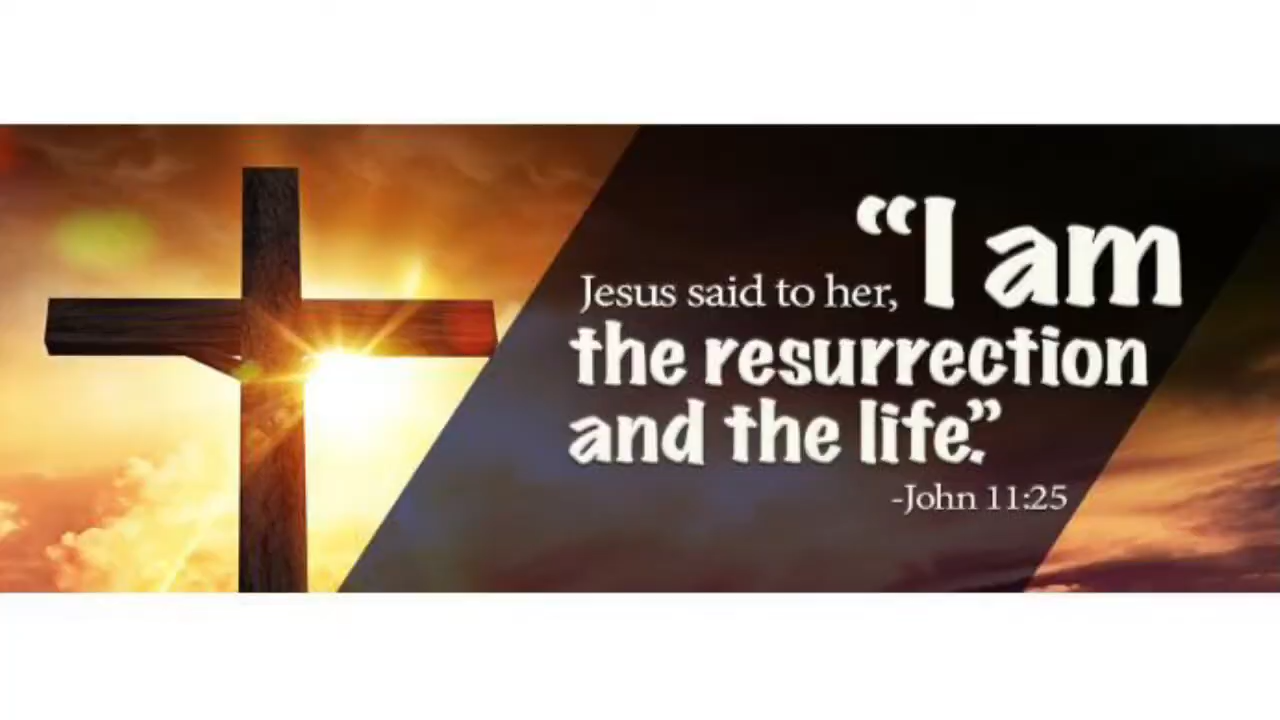 Jesus said to her, “I am
the resurrection
and the life.”
-John 11:25